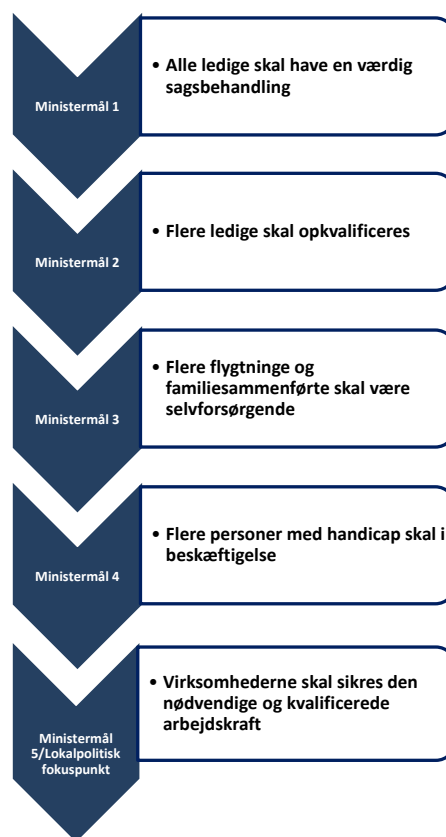 Ministermål 1
• Alle ledige skal have en værdig
sagsbehandling
Ministermål 2
• Flere ledige skal opkvalificeres
Ministermål 3
• Flere flygtninge og
familiesammenførte skal være
selvforsørgende
Ministermål 4
• Flere personer med handicap skal i
beskæftigelse
Ministermål
5/Lokalpolitisk
fokuspunkt
• Virksomhederne skal sikres den
nødvendige og kvalificerede
arbejdskraft